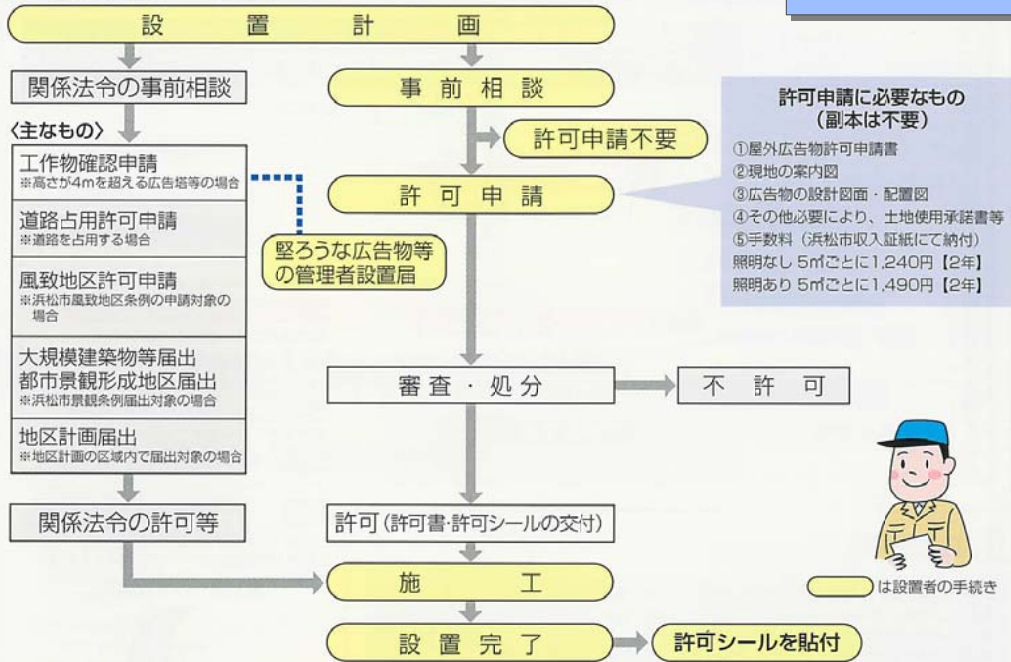 設置計画
関係法令の事前相談
事前相談
〈主なもの〉
許可申請不要
工作物確認申請
※高さが4mを超える広告塔等の場合
道路占用許可申請
※道路を占用する場合
風致地区許可申請
※浜松市風致地区条例の申請対象の
場合
大規模建築物等届出
都市景観形成地区届出
※浜松市景観条例届出対象の場合
地区計画届出
※地区計画の区域内で届出対象の場合
堅ろうな広告物等
の管理者設置届
許可申請
許可申請に必要なもの
(副本は不要)
①屋外広告物許可申請書
②現地の案内図
③広告物の設計図面・配置図
④その他必要により、土地使用承諾書等
⑤手数料(浜松市収入証紙にて納付)
照明なし 5㎡ごとに1,240円【2年】
照明あり 5㎡ごとに1,490円【2年】
審査・処分
不許可
関係法令の許可等
許可(許可書・許可シールの交付)
施工
は設置者の手続き
設置完了
許可シールを貼付